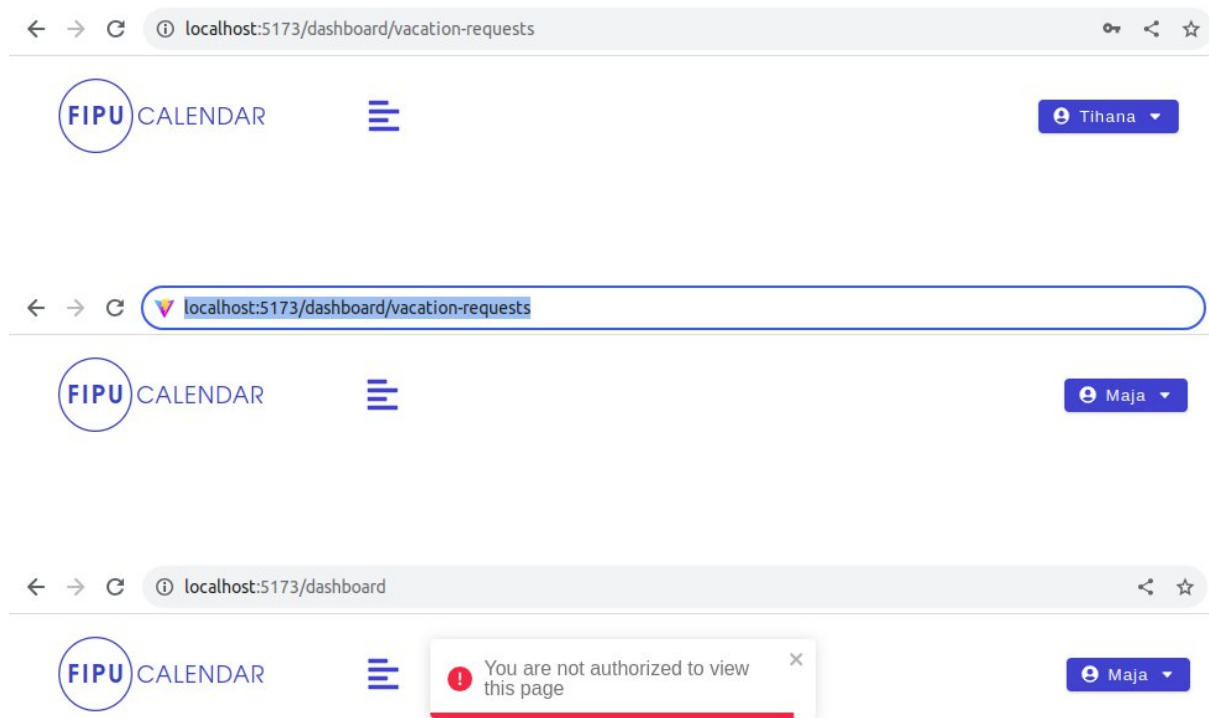 localhost:5173/dashboard/vacation-requests
FIPU CALENDAR
Tihana
localhost:5173/dashboard/vacation-requests
FIPU CALENDAR
Maja
localhost:5173/dashboard
FIPU CALENDAR
You are not authorized to view
this page
Maja